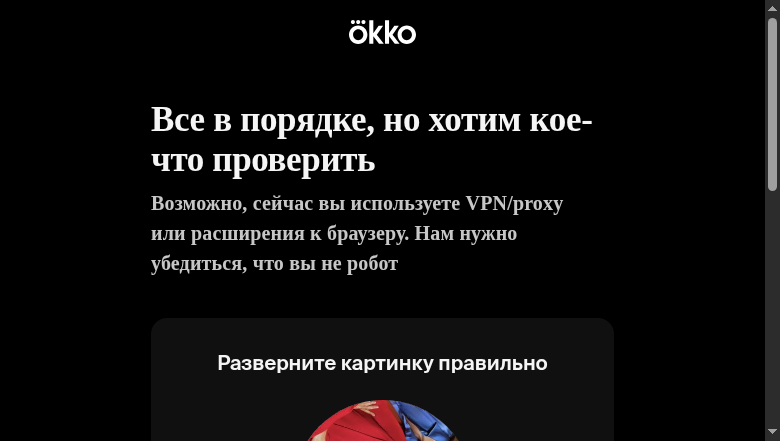 ökko
Все в порядке, но хотим кое-
что проверить
Возможно, сейчас вы используете VPN/proxy
или расширения к браузеру. Нам нужно
убедиться, что вы не робот
Разверните картинку правильно